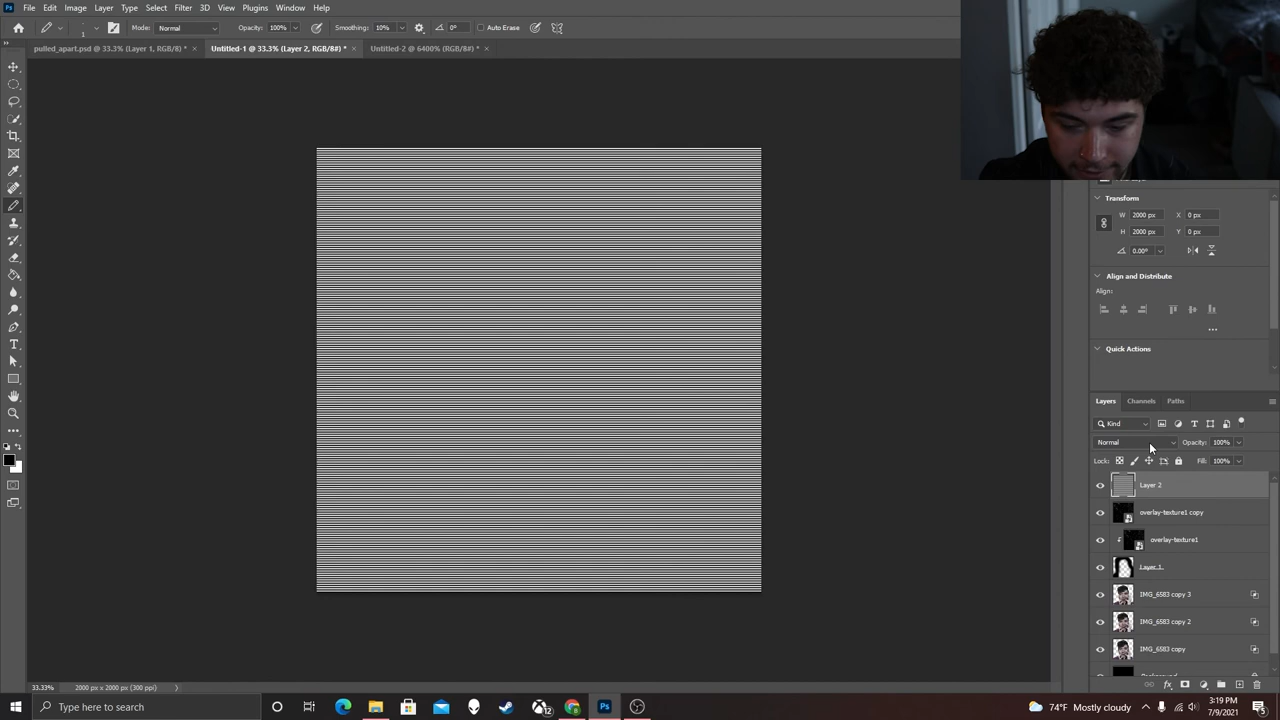 File Edit Image Layer Type Select Filter 3D View Plugins Window Help
Mode: Normal Opacity: 100% Smoothing: 10% 0° Auto Erase
pulled_apart.psd @ 33.3% (Layer 1, RGB/8) * × Untitled-1 @ 33.3% (Layer 2, RGB/8#) * × Untitled-2 @ 6400% (RGB/8#) * ×
Transform
W 2000 px X 0 px
H 2000 px Y 0 px
0.00°
Align and Distribute
Align:
Quick Actions
Layers Channels Paths
Kind
Normal Opacity: 100%
Lock: Fill: 100%
Layer 2
overlay-texture1 copy
overlay-texture1
Layer 1
IMG_6583 copy 3
IMG_6583 copy 2
IMG_6583 copy
33.33% 2000 px x 2000 px (300 ppi)
Type here to search
74°F Mostly cloudy
3:19 PM
7/9/2021